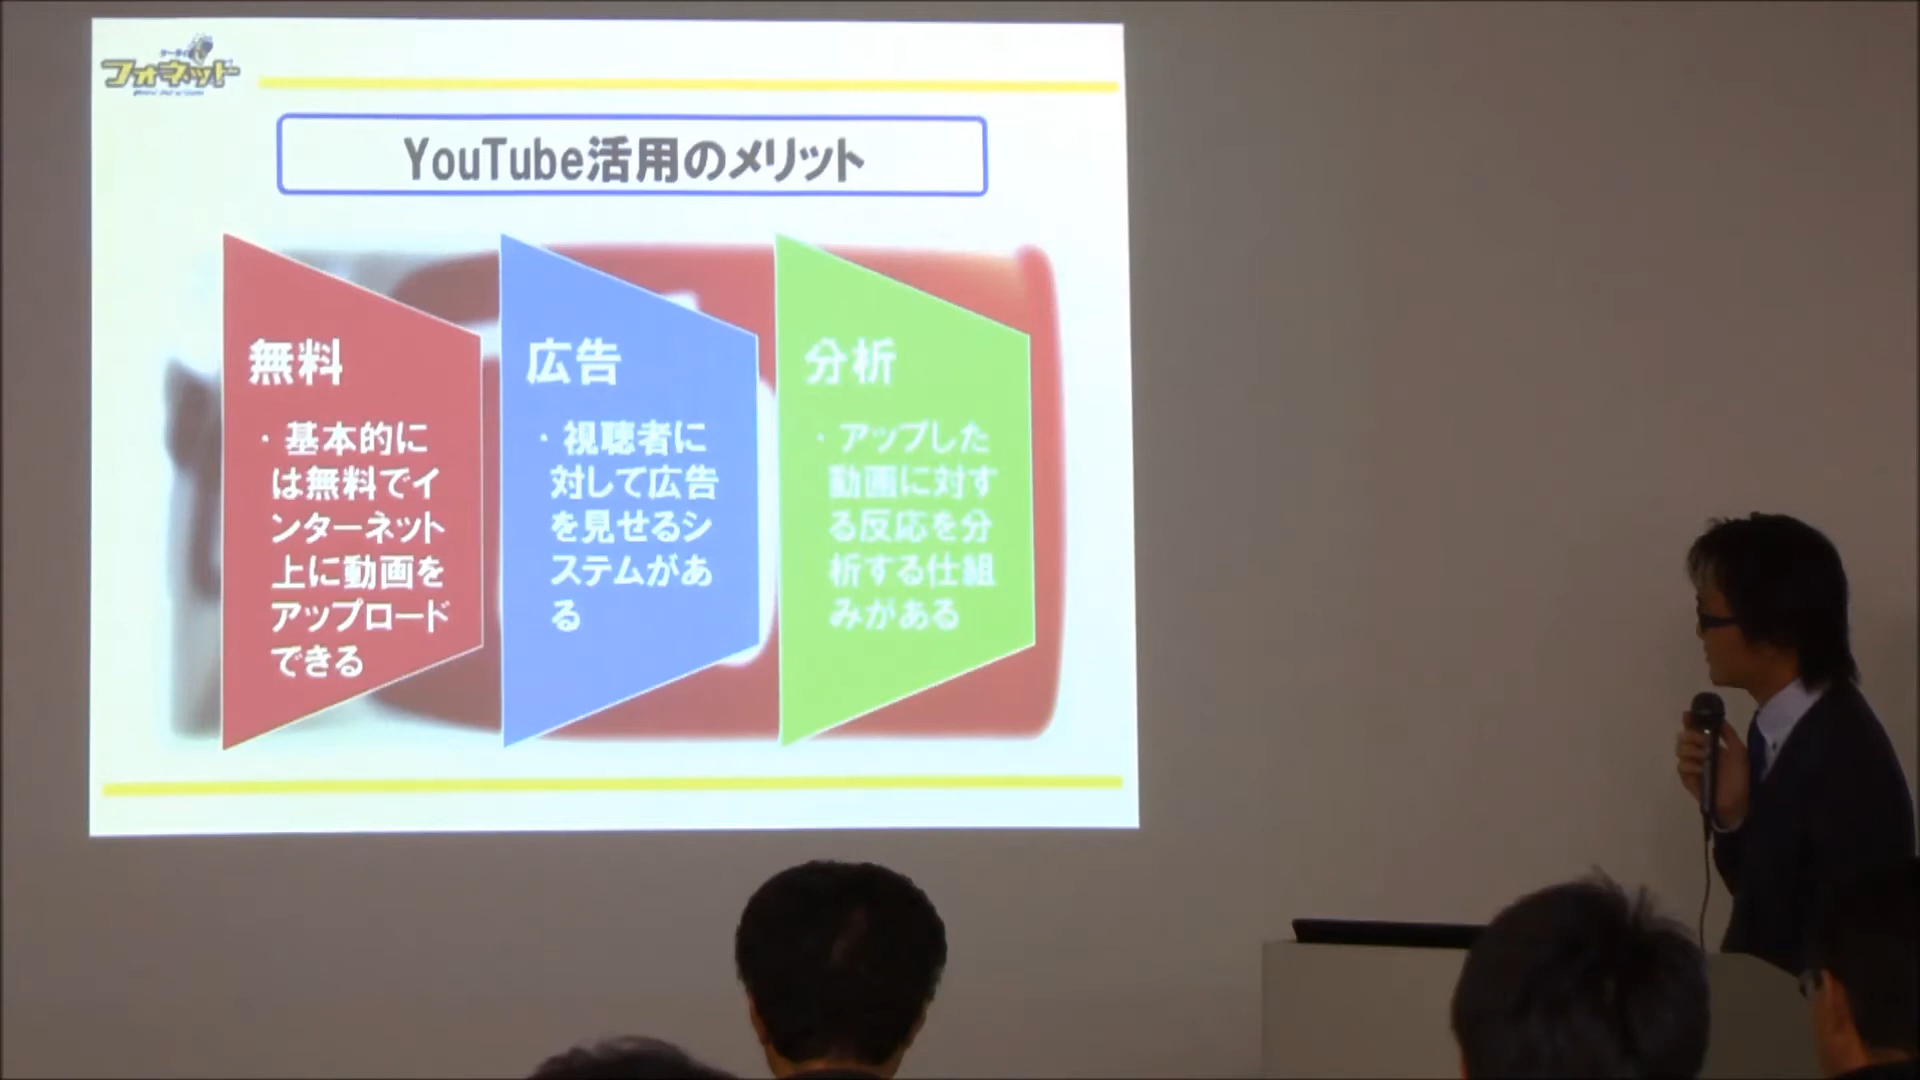 フォネット
YouTube活用のメリット
無料
・基本的に
は無料でイ
ンターネット
上に動画を
アップロード
できる
広告
・視聴者に
対して広告
を見せるシ
ステムがあ
る
分析
・アップした
動画に対す
る反応を分
析する仕組
みがある